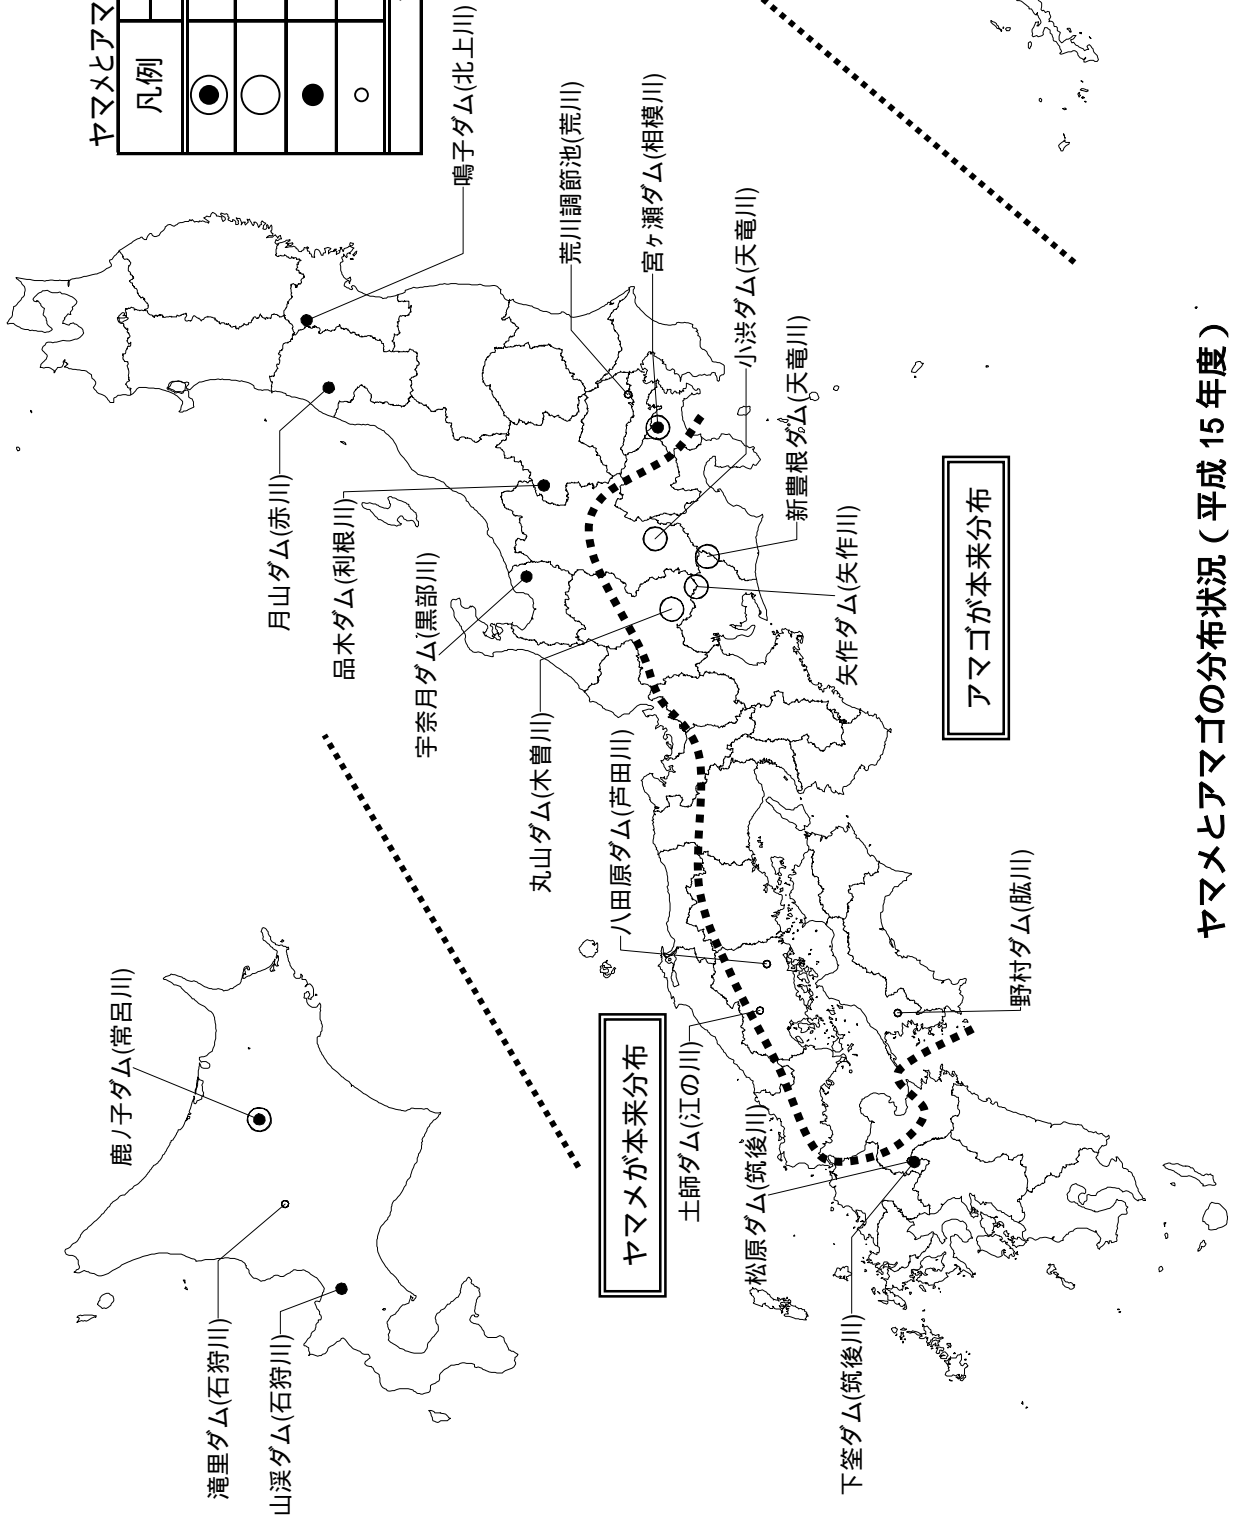 ヤマメとアマ
凡例
鹿ノ子ダム(常呂川)
滝里ダム(石狩川)
山渓ダム(石狩川)
鳴子ダム(北上川)
月山ダム(赤川)
品木ダム(利根川)
宇奈月ダム(黒部川)
荒川調節池(荒川)
宮ヶ瀬ダム(相模川)
小渋ダム(天竜川)
新豊根ダム(天竜川)
矢作ダム(矢作川)
丸山ダム(木曽川)
八田原ダム(芦田川)
土師ダム(江の川)
松原ダム(筑後川)
下筌ダム(筑後川)
野村ダム(肱川)
ヤマメが本来分布
アマゴが本来分布
ヤマメとアマゴの分布状況(平成15年度)